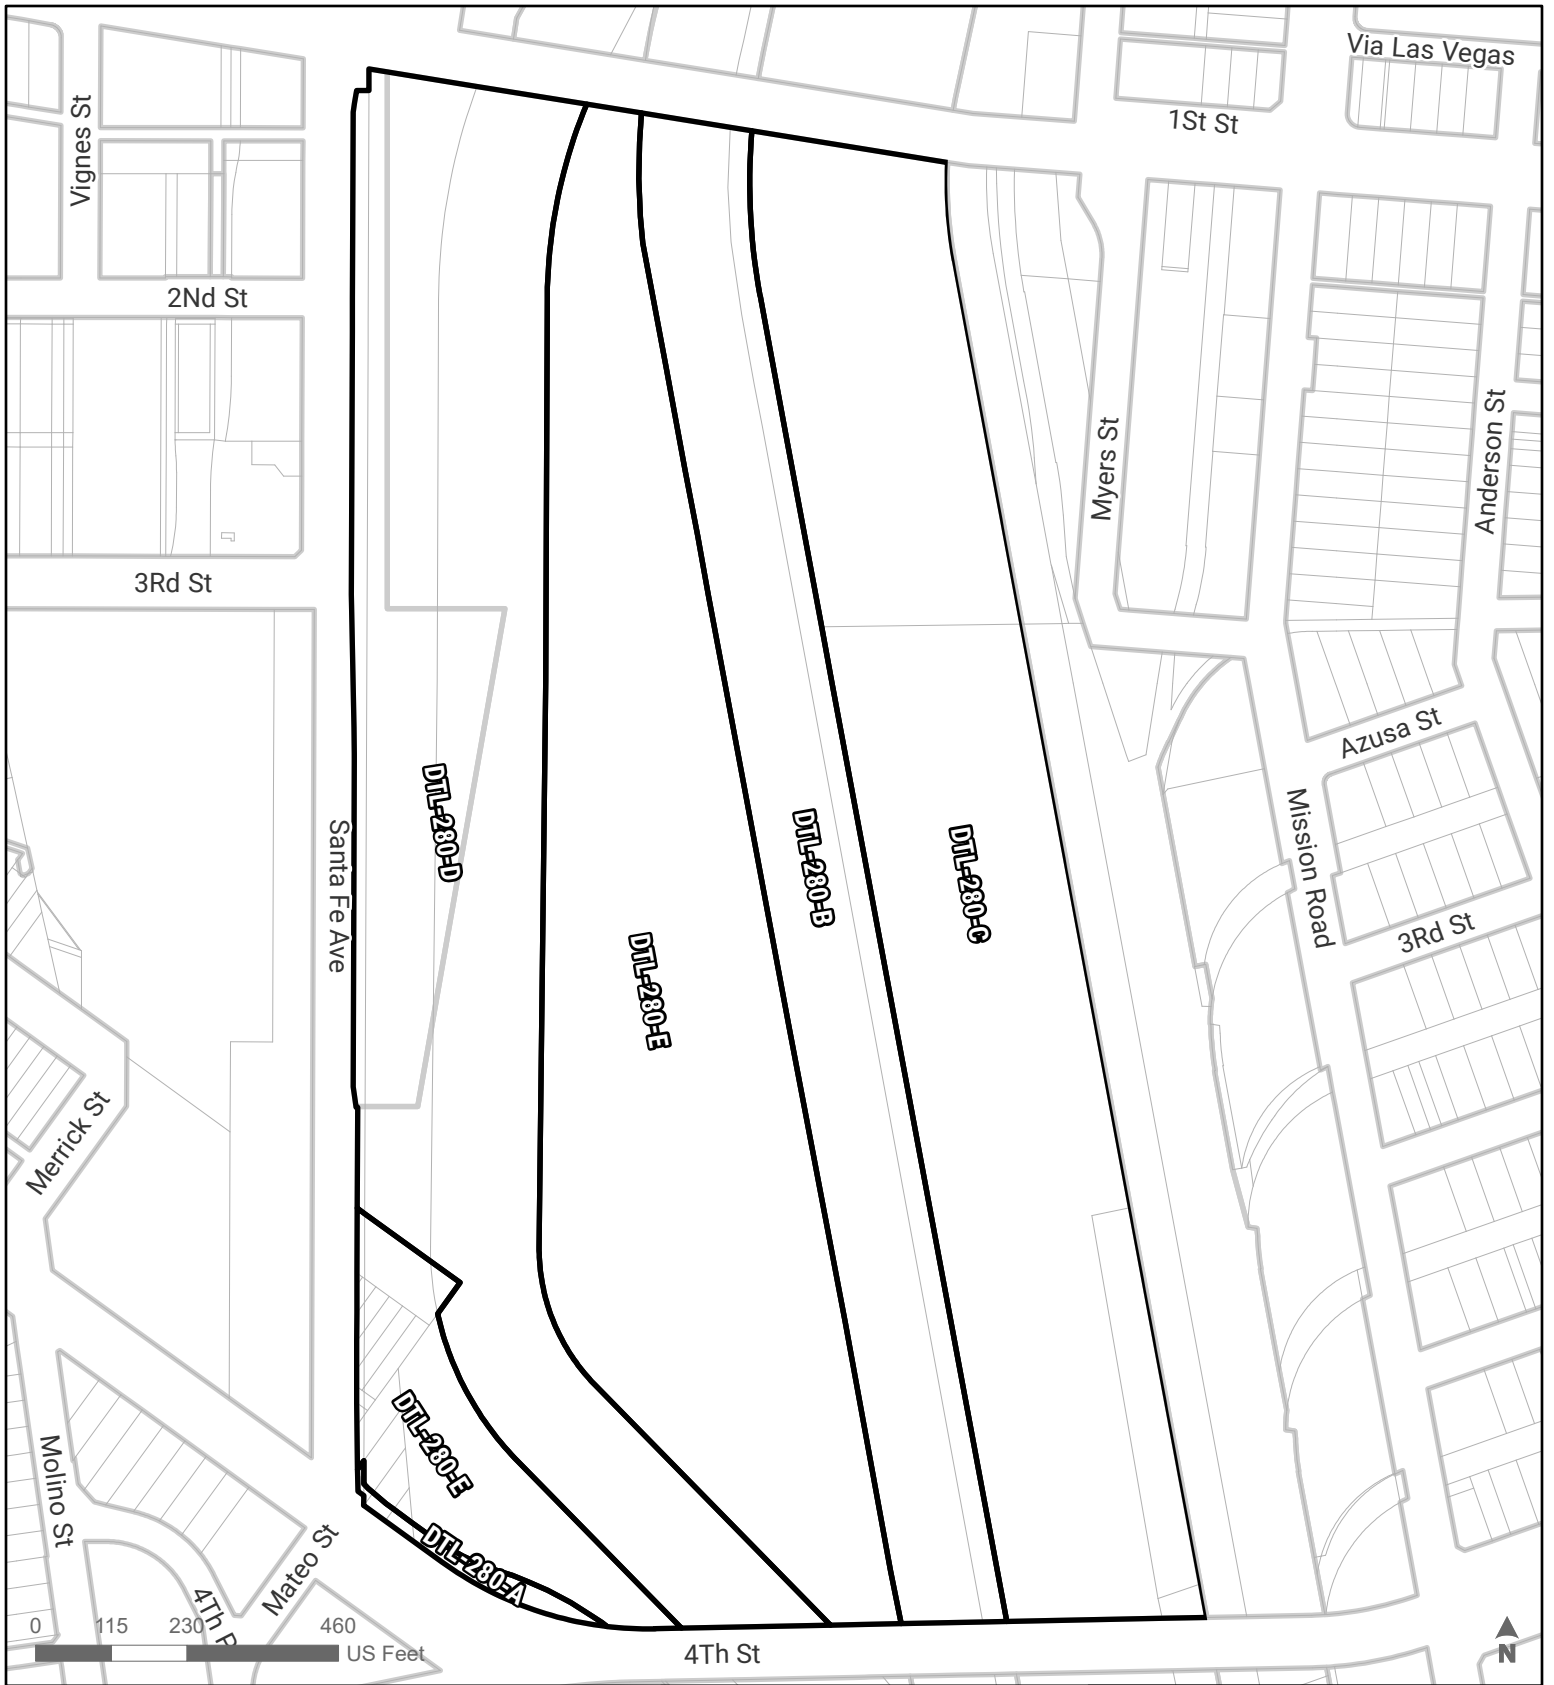 Via Las Vegas
1St St
Vignes St
2Nd St
Anderson St
Myers St
3Rd St
Azusa St
DTL-280-D
Mission Road
DTL-280-B
Santa Fe Ave
DTL-280-C
3Rd St
DTL-280-E
Merrick St
DTL-280-E
Molino St
DTL-280-A
Mateo St
4Th P
0 115 230 460
US Feet
4Th St
N